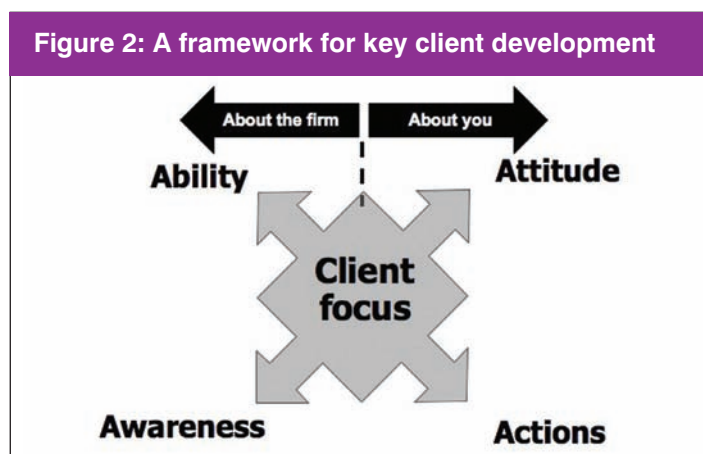 Figure 2: A framework for key client development
About the firm
About you
Ability
Attitude
Client
focus
Awareness
Actions